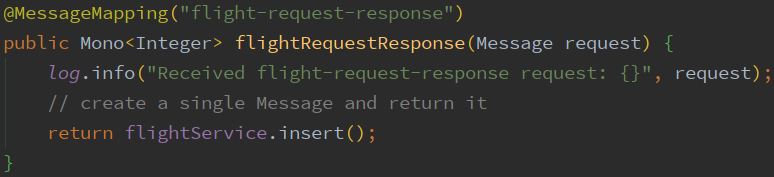 @MessageMapping("flight-request-response")
public Mono<Integer> flightRequestResponse(Message request) {
    log.info("Received flight-request-response request: {}", request);
    // create a single Message and return it
    return flightService.insert();
}